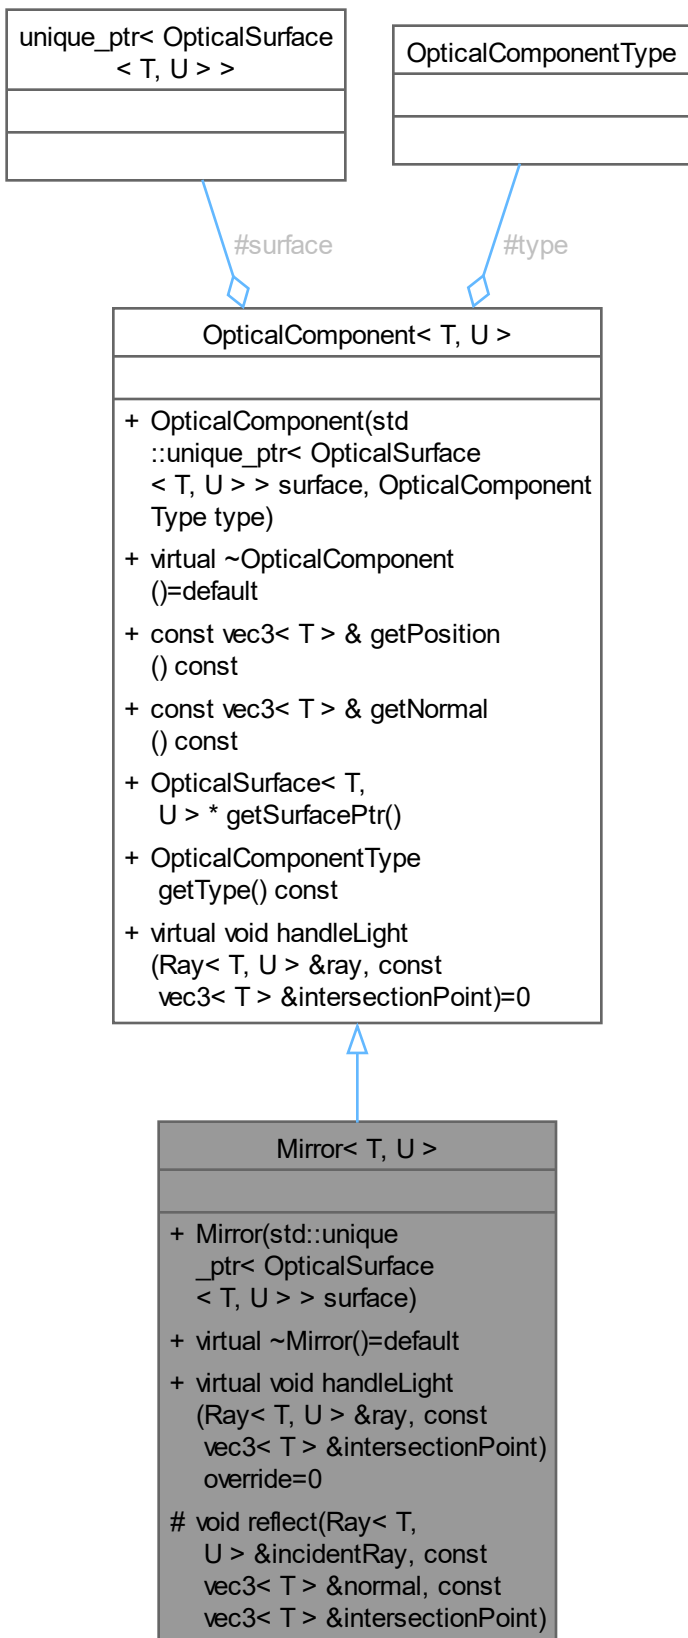 unique_ptr< OpticalSurface
< T, U > >
OpticalComponentType
#surface
#type
OpticalComponent< T, U >
+ OpticalComponent(std
::unique_ptr< OpticalSurface
< T, U > > surface, OpticalComponent
Type type)
+ virtual ~OpticalComponent
()=default
+ const vec3< T > & getPosition
() const
+ const vec3< T > & getNormal
() const
+ OpticalSurface< T,
U > * getSurfacePtr()
+ OpticalComponentType
getType() const
+ virtual void handleLight
(Ray< T, U > &ray, const
vec3< T > &intersectionPoint)=0
Mirror< T, U >
+ Mirror(std::unique
_ptr< OpticalSurface
< T, U > > surface)
+ virtual ~Mirror()=default
+ virtual void handleLight
(Ray< T, U > &ray, const
vec3< T > &intersectionPoint)
override=0
# void reflect(Ray< T,
U > &incidentRay, const
vec3< T > &normal, const
vec3< T > &intersectionPoint)